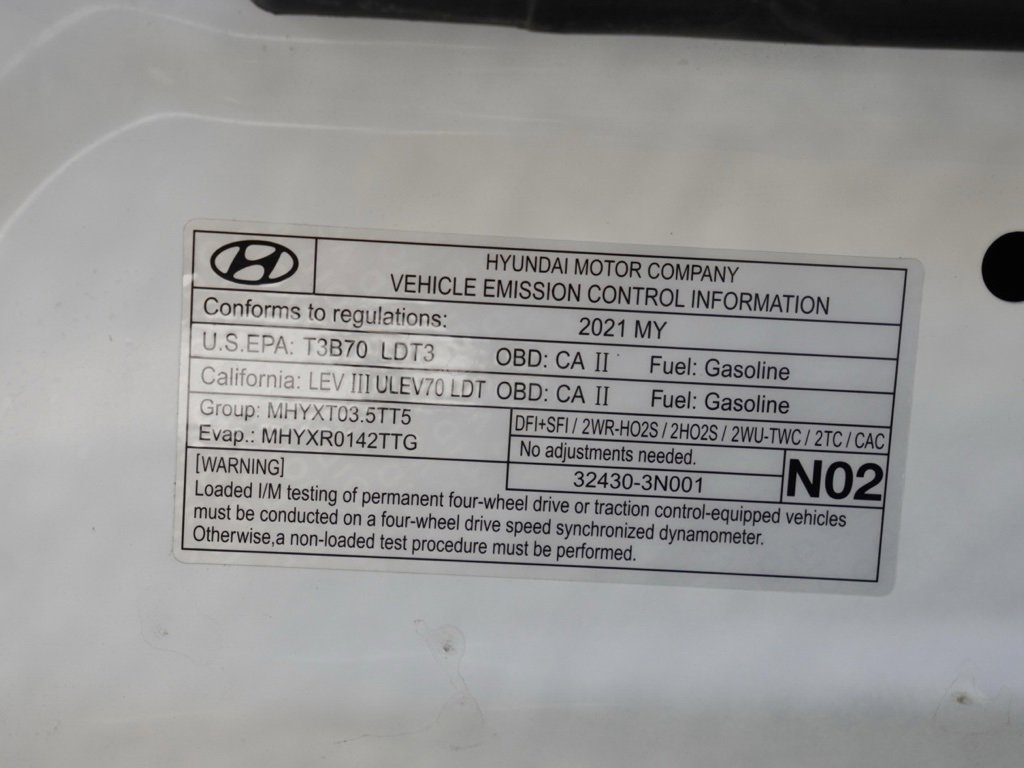 HYUNDAI MOTOR COMPANY
VEHICLE EMISSION CONTROL INFORMATION
Conforms to regulations: 2021 MY
U.S.EPA: T3B70 LDT3 OBD: CA II Fuel: Gasoline
California: LEV III ULEV70 LDT OBD: CA II Fuel: Gasoline
Group: MHYXT03.5TT5
Evap.: MHYXR0142TTG
DFI+SFI / 2WR-HO2S / 2HO2S / 2WU-TWC / 2TC / CAC
No adjustments needed.
32430-3N001
N02
[WARNING]
Loaded I/M testing of permanent four-wheel drive or traction control-equipped vehicles
must be conducted on a four-wheel drive speed synchronized dynamometer.
Otherwise,a non-loaded test procedure must be performed.